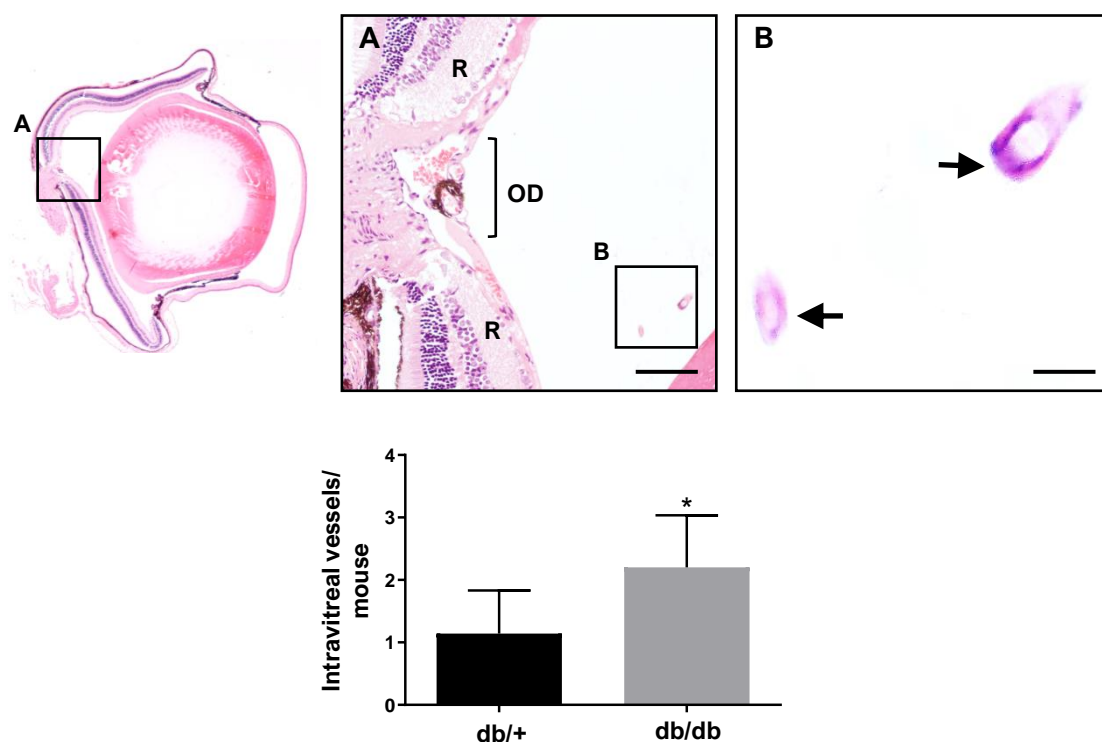 A
A
R
OD
B
R
B
4
3
2
1
0
Intravitreal vessels/
mouse
*
db/+
db/db